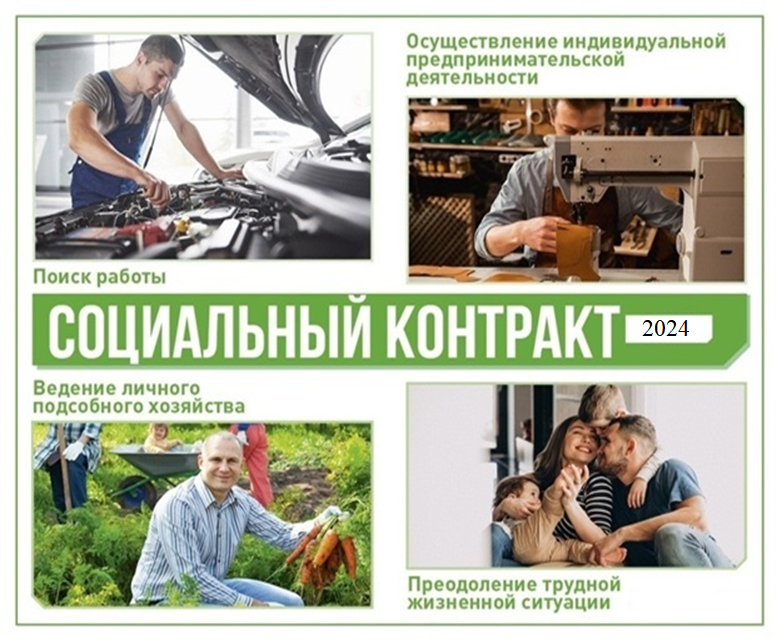 Осуществление индивидуальной
предпринимательской
деятельности
Поиск работы
СОЦИАЛЬНЫЙ КОНТРАКТ 2024
Ведение личного
подсобного хозяйства
Преодоление трудной
жизненной ситуации